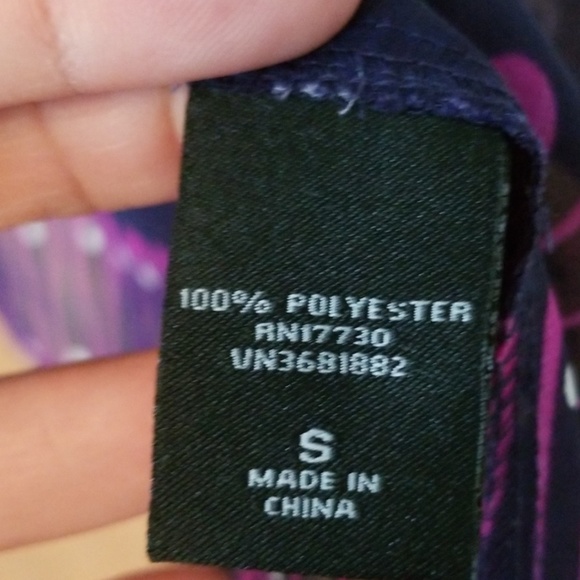 100% POLYESTER
RN17730
VN3681882
S
MADE IN
CHINA